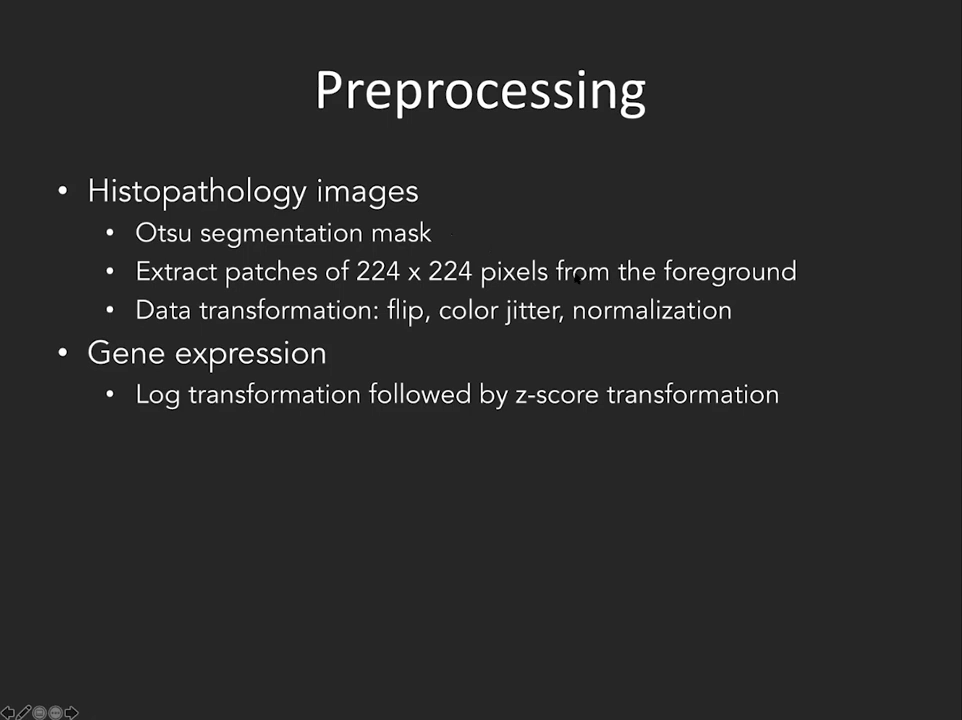 Preprocessing
• Histopathology images
• Otsu segmentation mask
• Extract patches of 224 x 224 pixels from the foreground
• Data transformation: flip, color jitter, normalization
• Gene expression
• Log transformation followed by z-score transformation